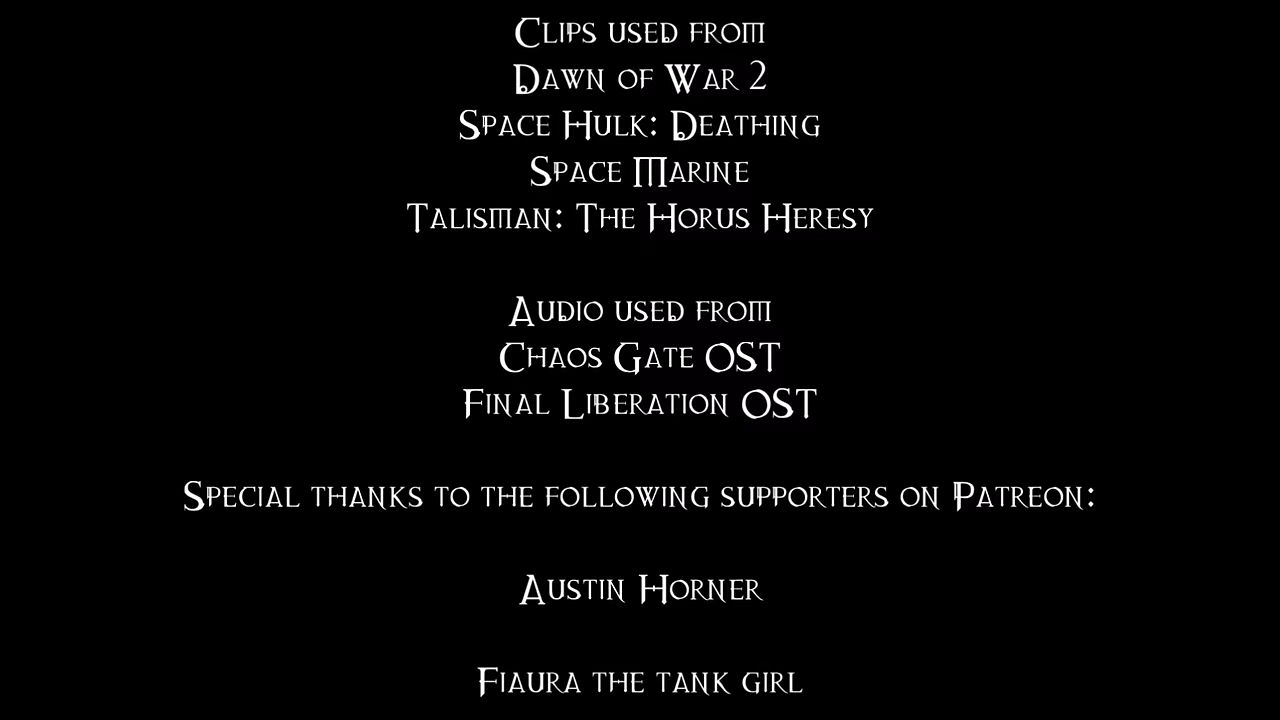 Clips used from
Dawn of War 2
Space Hulk: Deathing
Space Marine
Talisman: The Horus Heresy
Audio used from
Chaos Gate OST
Final Liberation OST
Special thanks to the following supporters on Patreon:
Austin Horner
Fiaura the tank girl